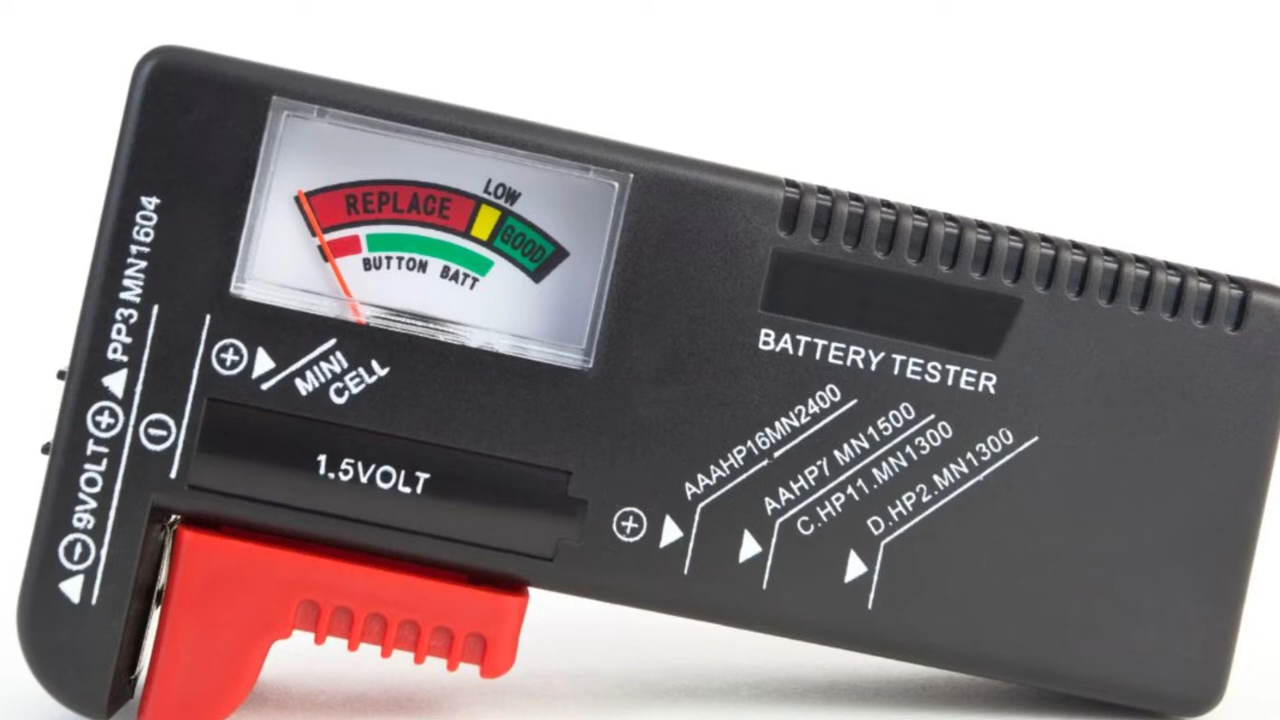 REPLACE
LOW
GOOD
BUTTON BATT
9VOLT
PP3 MN1604
MINI
CELL
1.5VOLT
BATTERY TESTER
AAAHP16MN2400
AAHP7 MN1500
C.HP11.MN1300
D.HP2.MN1300